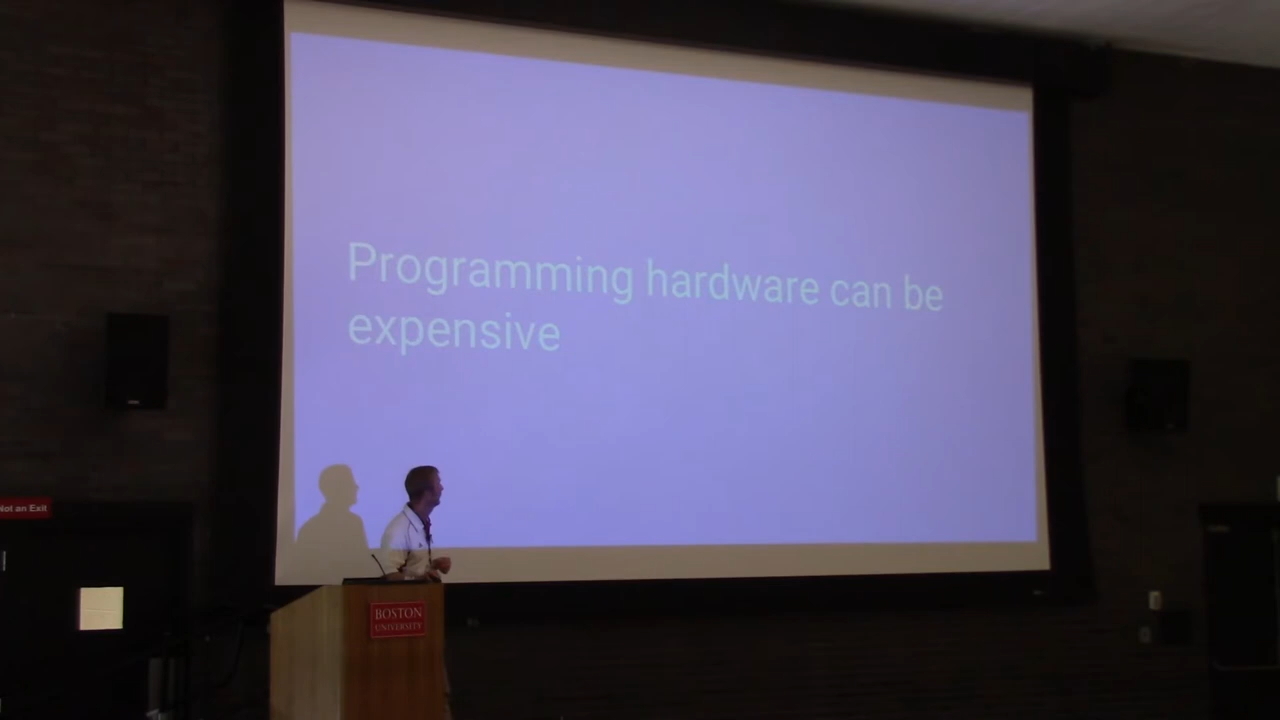 Programming hardware can be
expensive
Not an Exit
BOSTON
UNIVERSITY